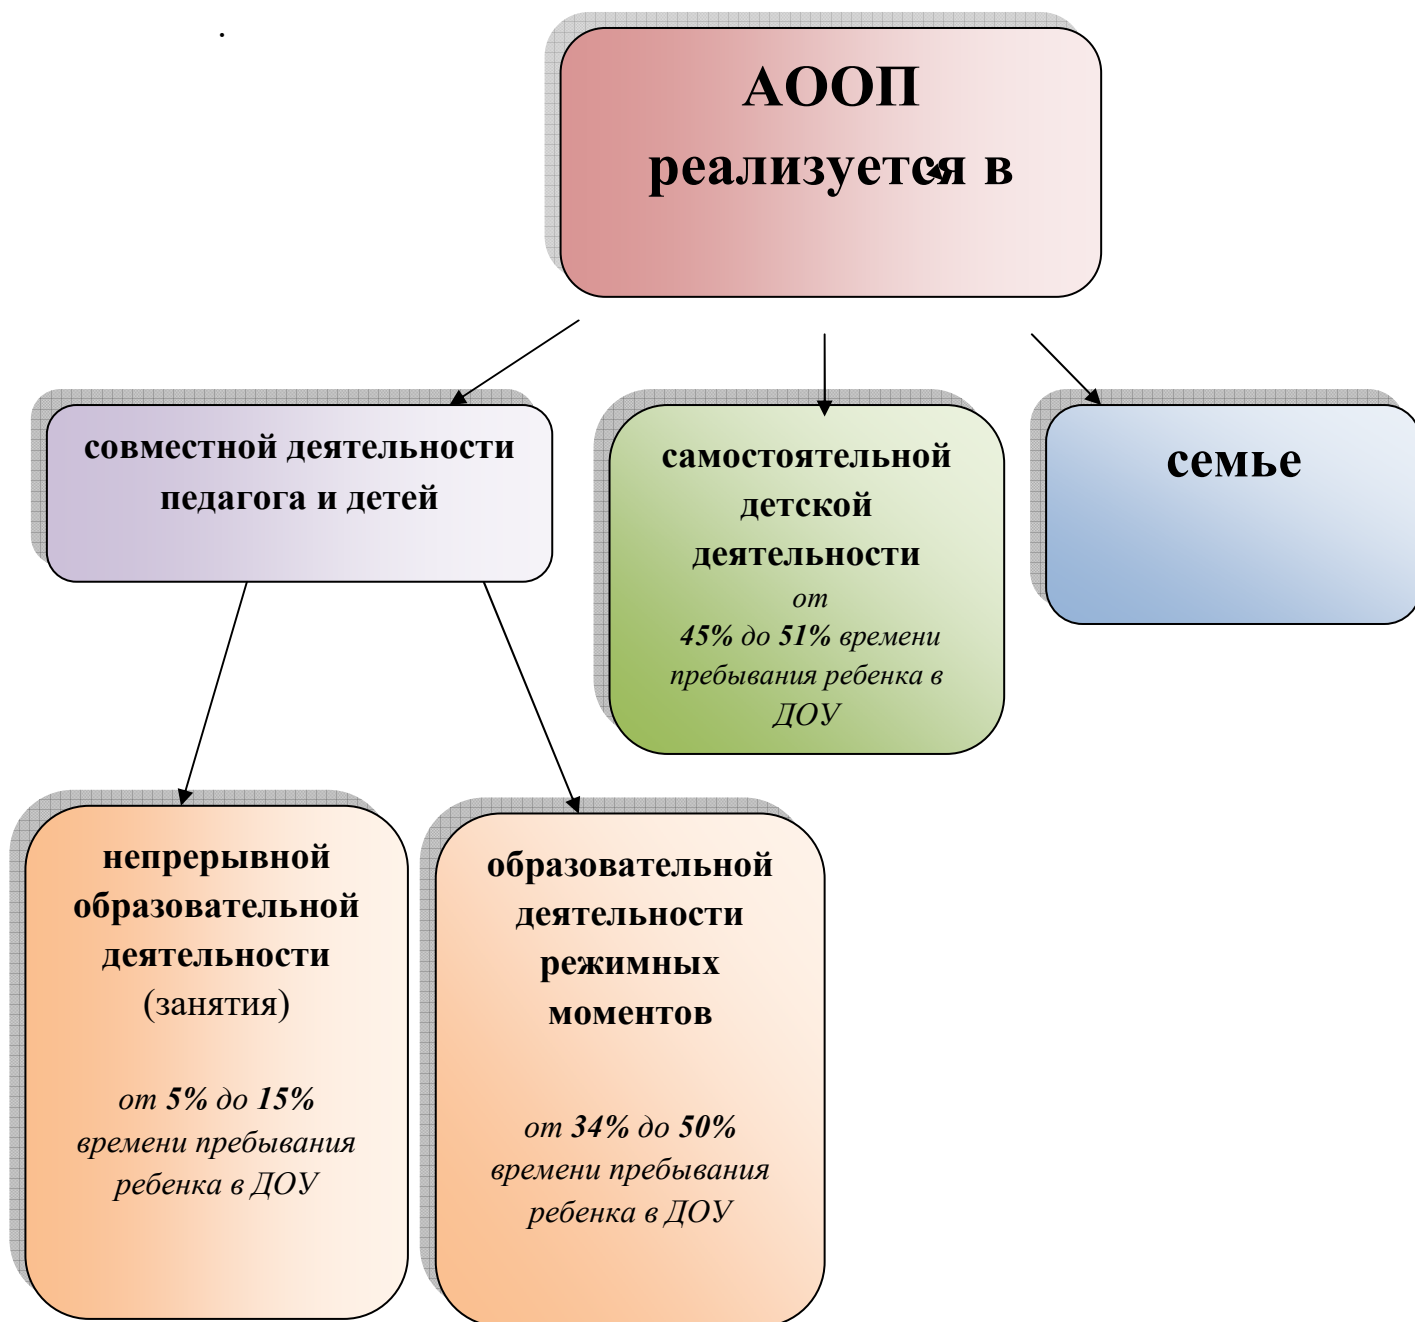 .
АООП
реализуется в
совместной деятельности
педагога и детей
самостоятельной
детской
деятельности
от
45% до 51% времени
пребывания ребенка в
ДОУ
семье
непрерывной
образовательной
деятельности
(занятия)
от 5% до 15%
времени пребывания
ребенка в ДОУ
образовательной
деятельности
режимных
моментов
от 34% до 50%
времени пребывания
ребенка в ДОУ